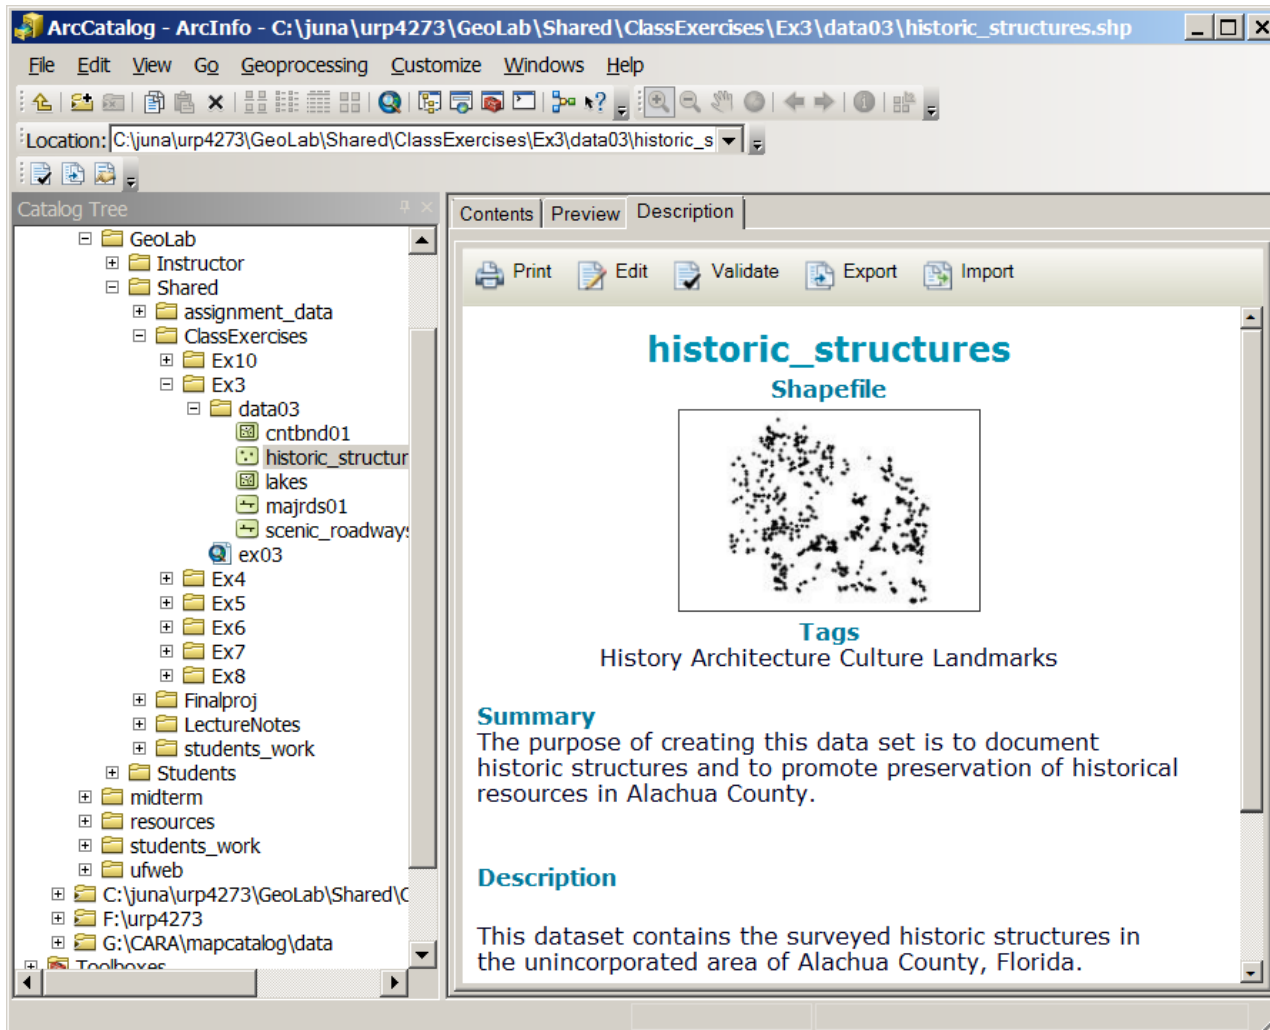 ArcCatalog - ArcInfo - C:\juna\urp4273\GeoLab\Shared\ClassExercises\Ex3\data03\historic_structures.shp
File Edit View Go Geoprocessing Customize Windows Help
Location: C:\juna\urp4273\GeoLab\Shared\ClassExercises\Ex3\data03\historic_s
Catalog Tree
GeoLab
Instructor
Shared
assignment_data
ClassExercises
Ex10
Ex3
data03
cntbnd01
historic_structur
lakes
majrds01
scenic_roadways
ex03
Ex4
Ex5
Ex6
Ex7
Ex8
Finalproj
LectureNotes
students_work
Students
midterm
resources
students_work
ufweb
C:\juna\urp4273\GeoLab\Shared\C
F:\urp4273
G:\CARA\mapcatalog\data
Toolboxes
Contents Preview Description
Print Edit Validate Export Import
historic_structures
Shapefile
Tags
History Architecture Culture Landmarks
Summary
The purpose of creating this data set is to document
historic structures and to promote preservation of historical
resources in Alachua County.
Description
This dataset contains the surveyed historic structures in
the unincorporated area of Alachua County, Florida.